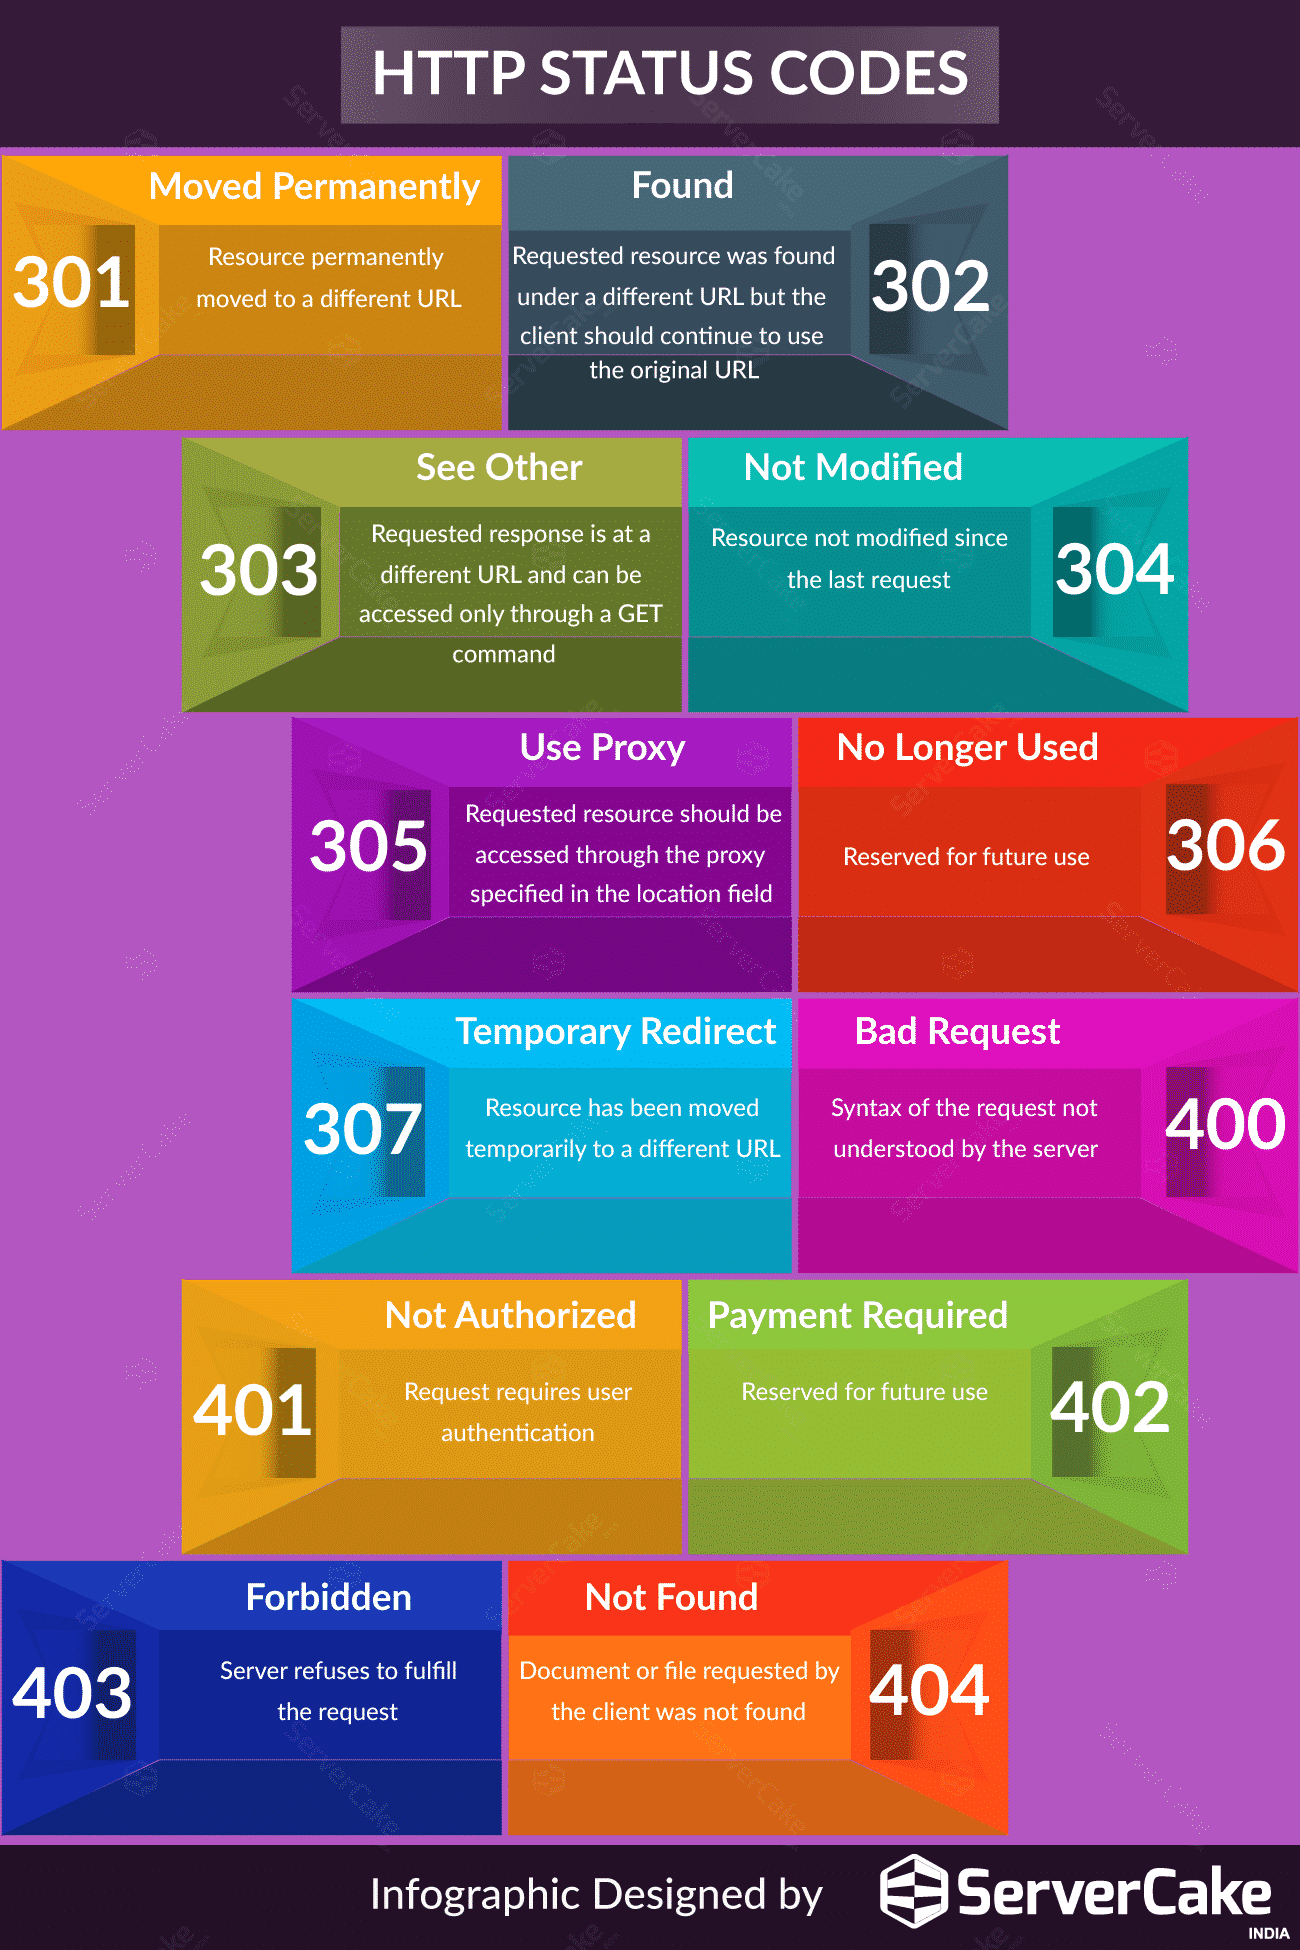 HTTP STATUS CODES
Moved Permanently
301
Resource permanently
moved to a different URL
Found
302
Requested resource was found
under a different URL but the
client should continue to use
the original URL
See Other
303
Requested response is at a
different URL and can be
accessed only through a GET
command
Not Modified
304
Resource not modified since
the last request
Use Proxy
305
Requested resource should be
accessed through the proxy
specified in the location field
No Longer Used
306
Reserved for future use
Temporary Redirect
307
Resource has been moved
temporarily to a different URL
Bad Request
400
Syntax of the request not
understood by the server
Not Authorized
401
Request requires user
authentication
Payment Required
402
Reserved for future use
Forbidden
403
Server refuses to fulfill
the request
Not Found
404
Document or file requested by
the client was not found
Infographic Designed by
ServerCake
INDIA